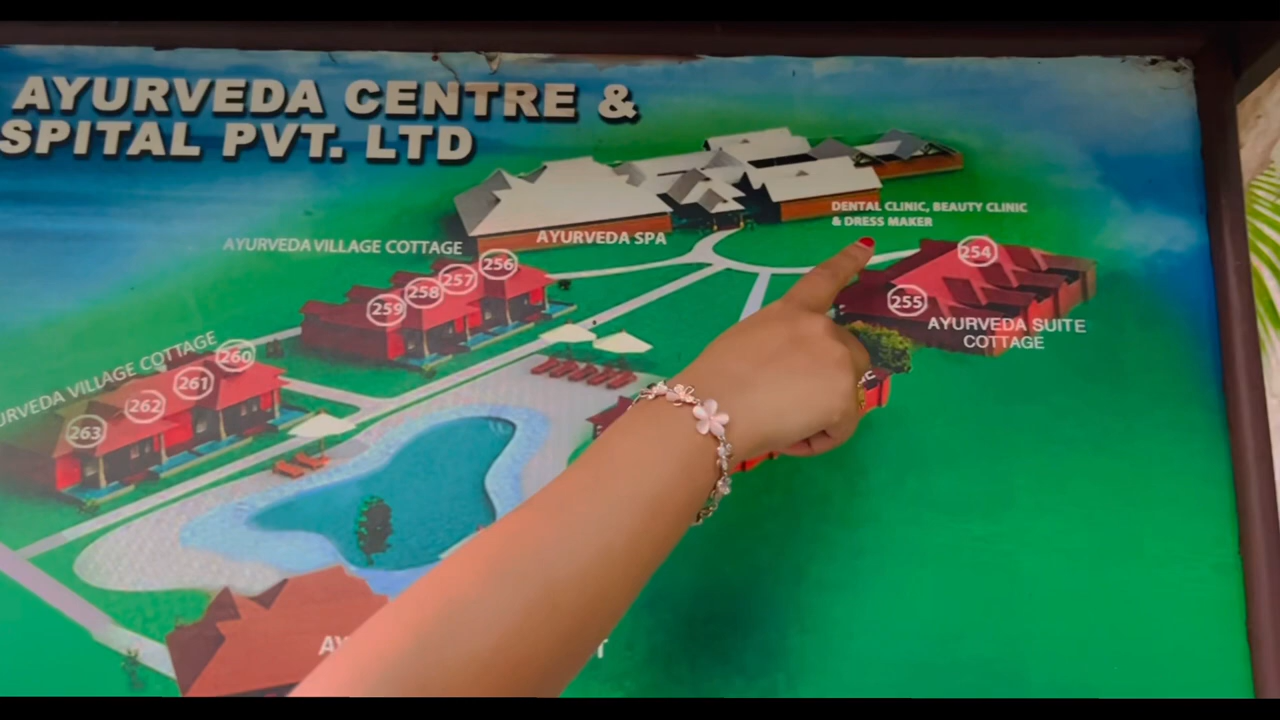 AYURVEDA CENTRE &
SPITAL PVT. LTD
DENTAL CLINIC, BEAUTY CLINIC
& DRESS MAKER
AYURVEDA SPA
AYURVEDA VILLAGE COTTAGE
256
257
258
259
254
255
AYURVEDA SUITE
COTTAGE
URVEDA VILLAGE COTTAGE
260
261
262
263
AY